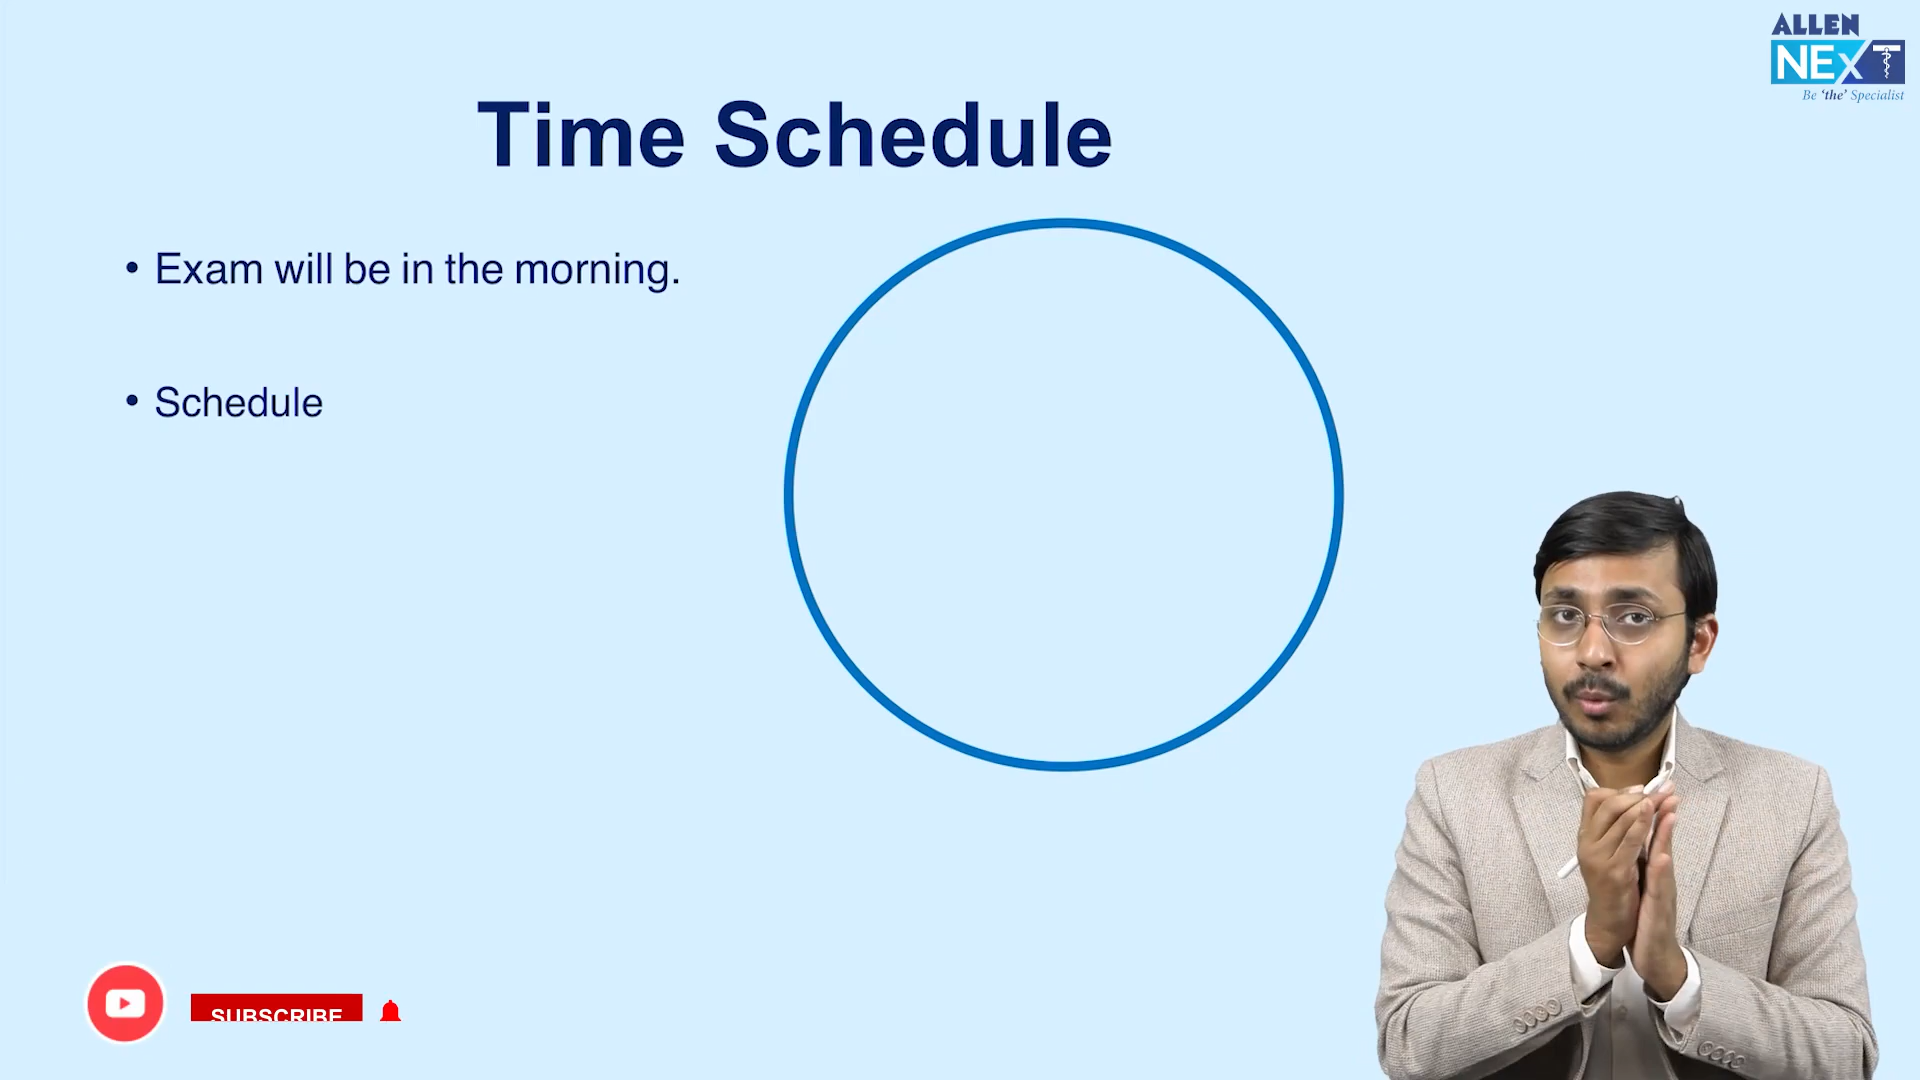 ALLEN
NEXT
Be 'the' Specialist
Time Schedule
• Exam will be in the morning.
• Schedule
SUBSCRIBE